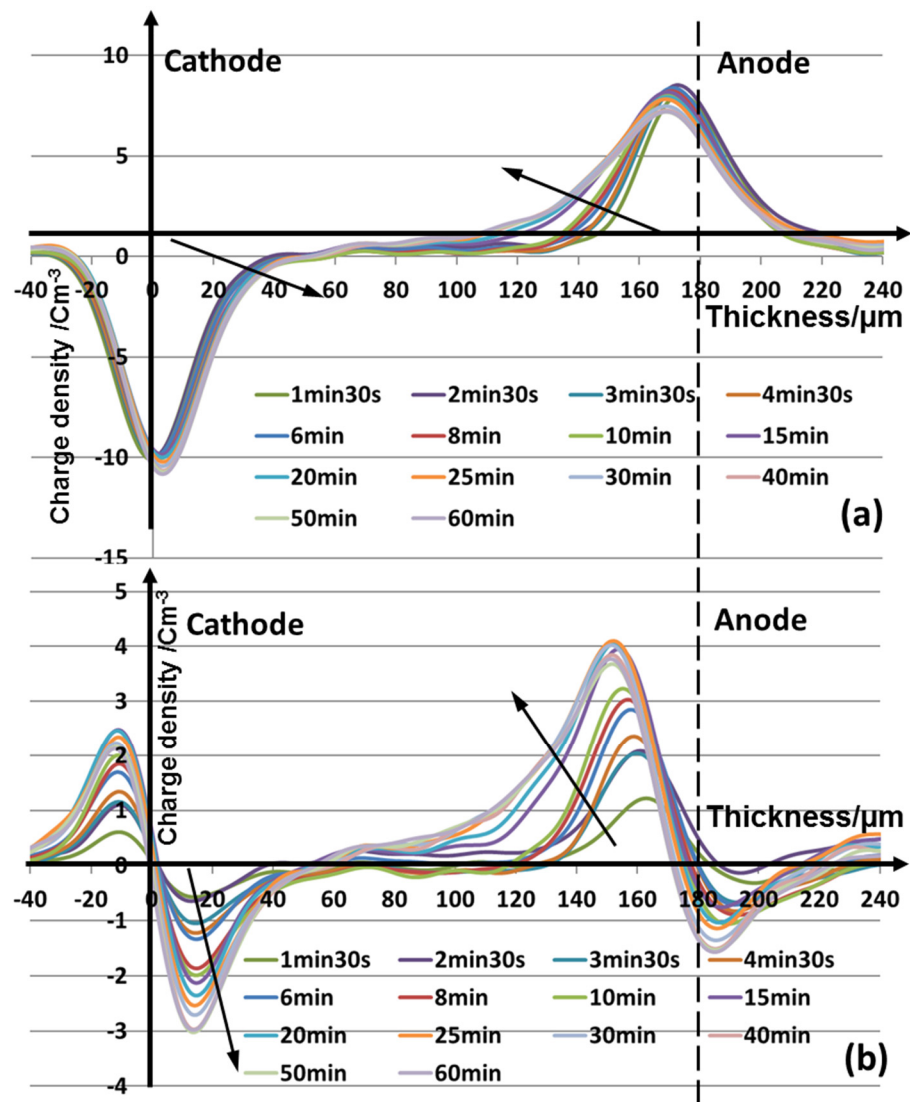 10
Cathode
Anode
5
0
-40 -20 0 20 40 60 80 100 120 140 160 180 200 220 240
Thickness/µm
-5
Charge density /Cm-3
1min30s 2min30s 3min30s 4min30s
6min 8min 10min 15min
-10
20min 25min 30min 40min
50min 60min
(a)
-15
5
Cathode
Anode
4
3
Charge density /Cm-3
2
1
Thickness/µm
0
-40 -20 0 20 40 60 80 100 120 140 160 180 200 220 240
-1
1min30s 2min30s 3min30s 4min30s
-2
6min 8min 10min 15min
-3
20min 25min 30min 40min
50min 60min
(b)
-4